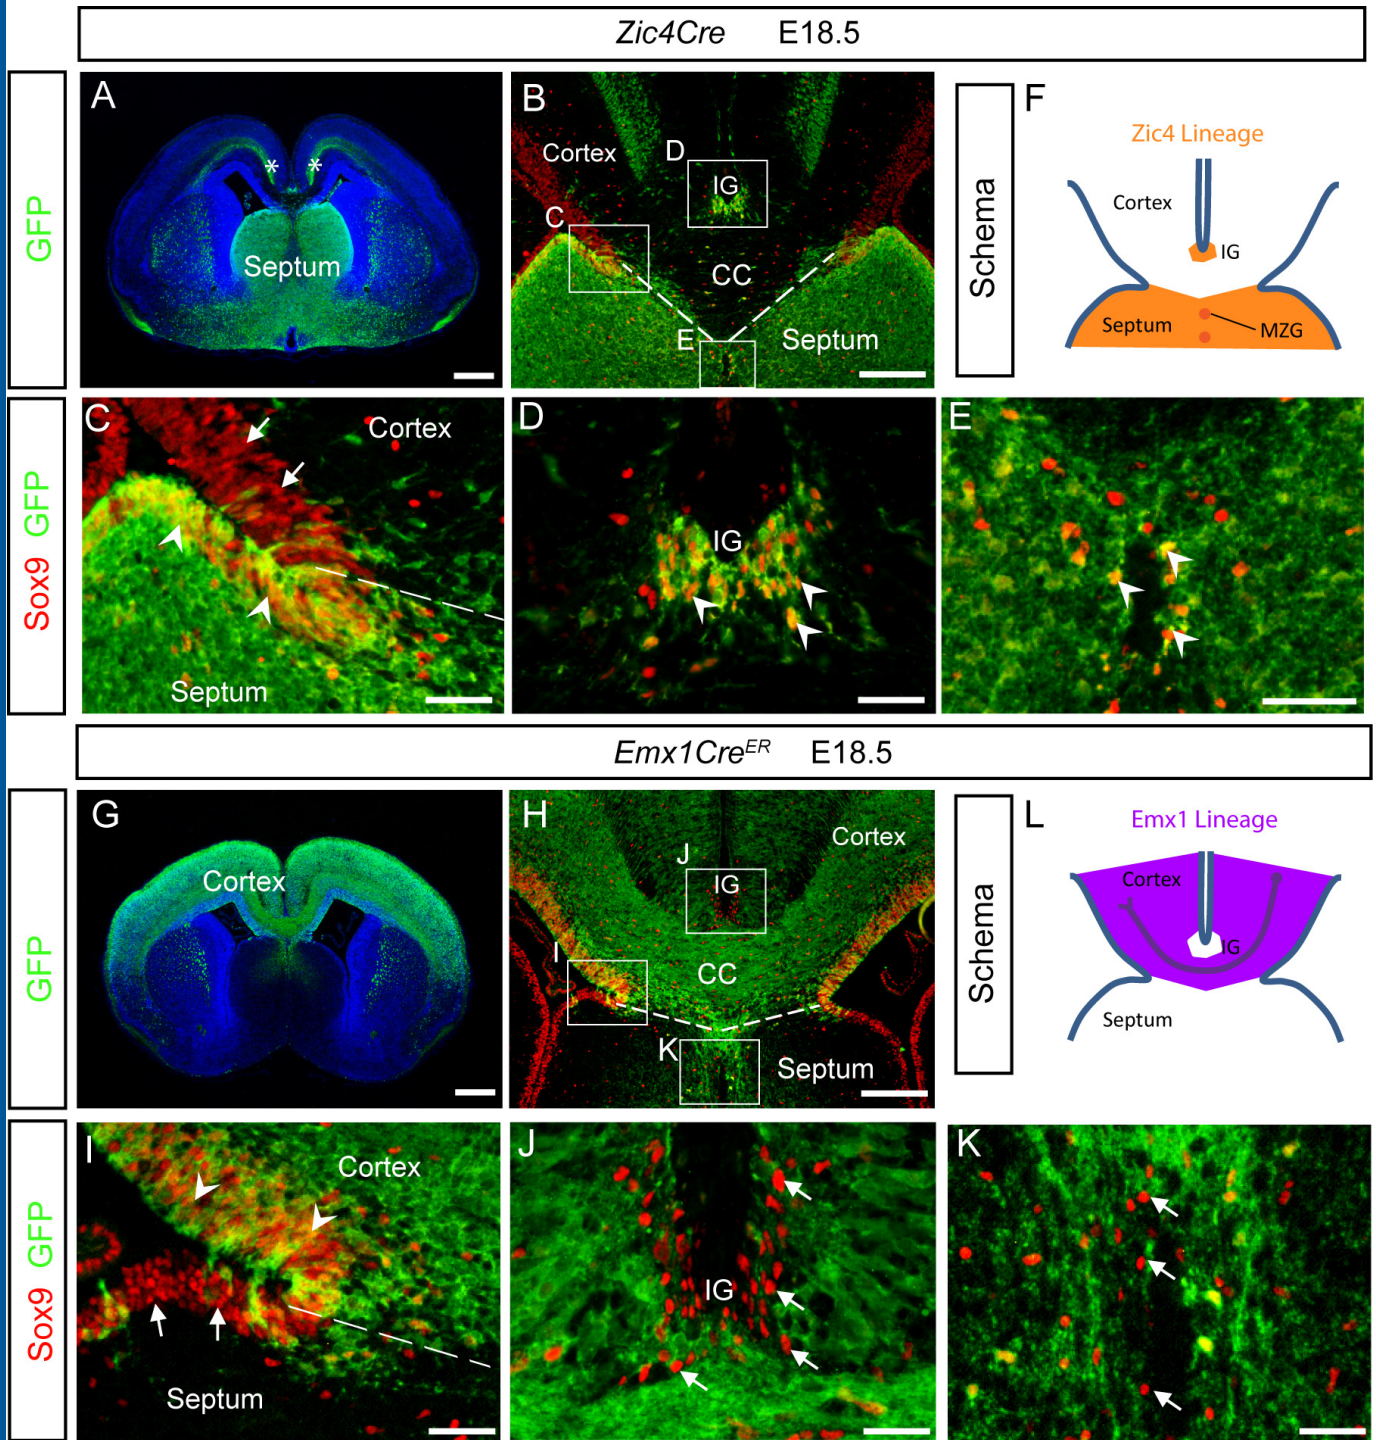 Zic4Cre E18.5
GFP
A
*
*
Septum
B
Cortex
D
IG
C
CC
E
Septum
Schema
F
Zic4 Lineage
Cortex
IG
Septum
MZG
Sox9 GFP
C
Cortex
Septum
D
IG
E
Emx1Cre^ER E18.5
GFP
G
Cortex
H
Cortex
J
IG
I
CC
K
Septum
Schema
L
Emx1 Lineage
Cortex
IG
Septum
Sox9 GFP
I
Cortex
Septum
J
IG
K